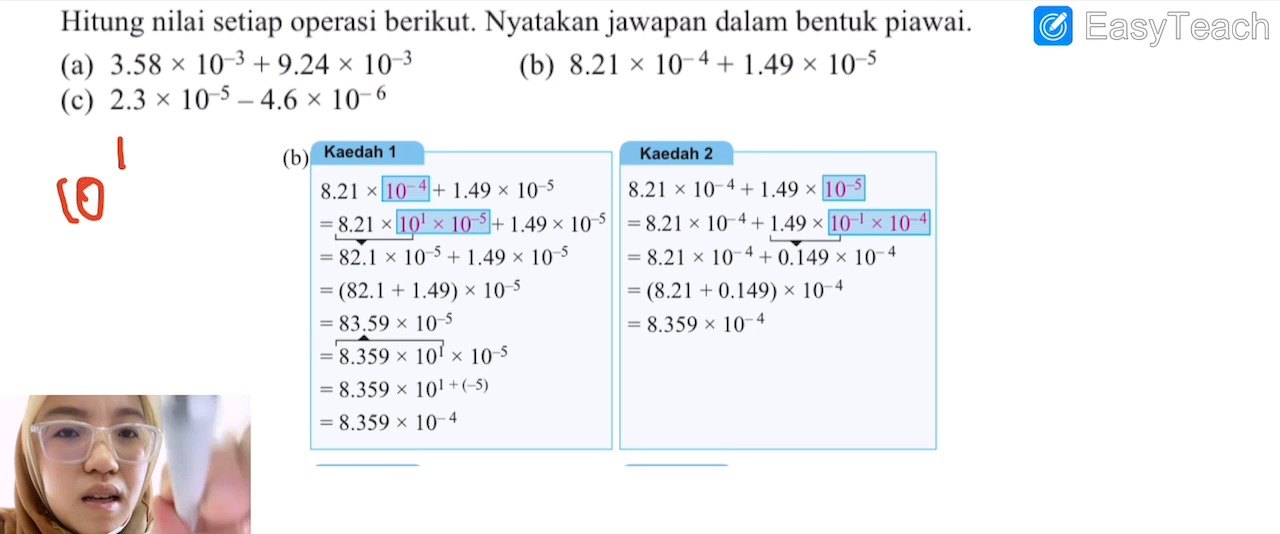 Hitung nilai setiap operasi berikut. Nyatakan jawapan dalam bentuk piawai.
EasyTeach
(a) 3.58 × 10⁻³ + 9.24 × 10⁻³ (b) 8.21 × 10⁻⁴ + 1.49 × 10⁻⁵
(c) 2.3 × 10⁻⁵ – 4.6 × 10⁻⁶
10¹
(b)
Kaedah 1
8.21 × 10⁻⁴ + 1.49 × 10⁻⁵
= 8.21 × 10¹ × 10⁻⁵ + 1.49 × 10⁻⁵
= 82.1 × 10⁻⁵ + 1.49 × 10⁻⁵
= (82.1 + 1.49) × 10⁻⁵
= 83.59 × 10⁻⁵
= 8.359 × 10¹ × 10⁻⁵
= 8.359 × 10¹⁺⁽⁻⁵⁾
= 8.359 × 10⁻⁴
Kaedah 2
8.21 × 10⁻⁴ + 1.49 × 10⁻⁵
= 8.21 × 10⁻⁴ + 1.49 × 10⁻¹ × 10⁻⁴
= 8.21 × 10⁻⁴ + 0.149 × 10⁻⁴
= (8.21 + 0.149) × 10⁻⁴
= 8.359 × 10⁻⁴